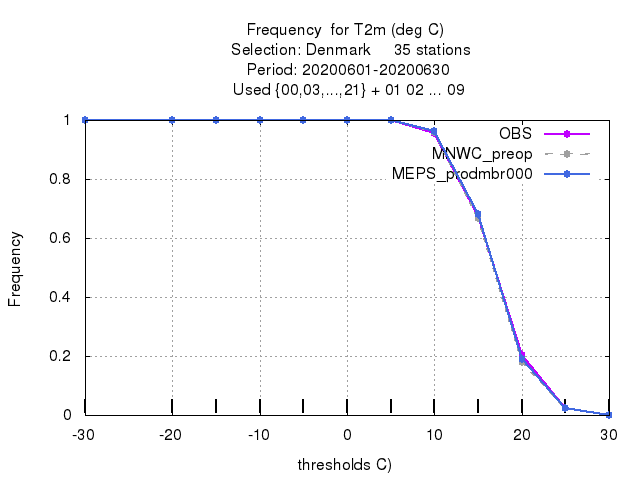 Frequency  for T2m (deg C)
Selection: Denmark     35 stations
Period: 20200601-20200630
Used {00,03,...,21} + 01 02 ... 09
OBS
MNWC_preop
MEPS_prodmbr000
Frequency
1
0.8
0.6
0.4
0.2
0
-30 -20 -10 0 10 20 30
thresholds C)